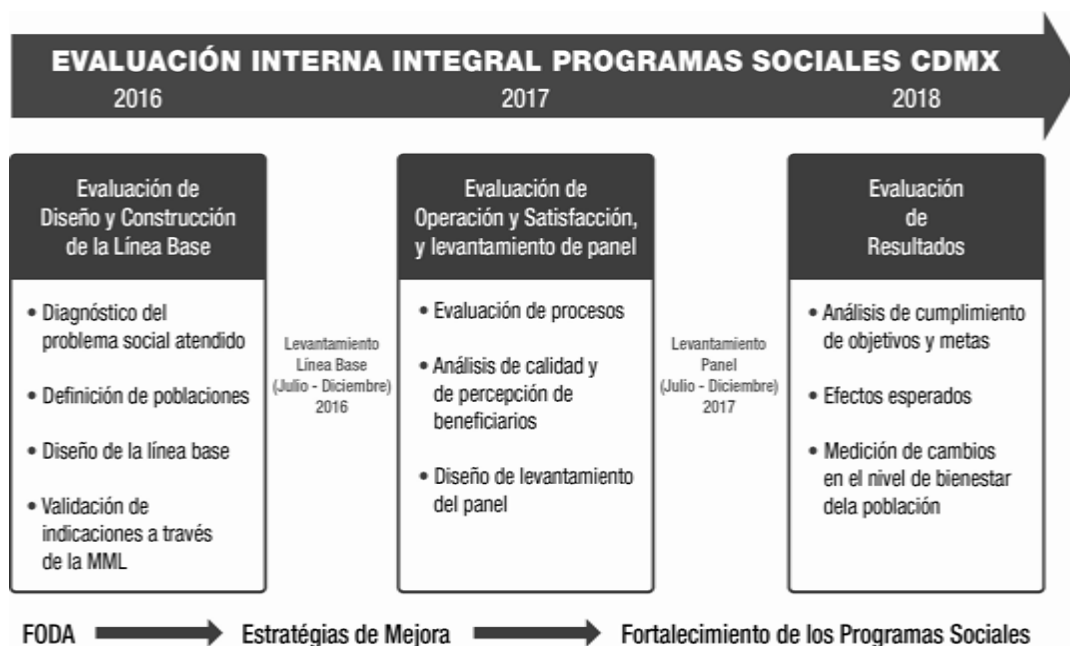 EVALUACIÓN INTERNA INTEGRAL PROGRAMAS SOCIALES CDMX
2016
2017
2018
Evaluación de
Diseño y Construcción
de la Línea Base
• Diagnóstico del
problema social atendido
• Definición de poblaciones
• Diseño de la línea base
• Validación de
indicaciones a través
de la MML
Levantamiento
Línea Base
(Julio - Diciembre)
2016
Evaluación de
Operación y Satisfacción,
y levantamiento de panel
• Evaluación de procesos
• Análisis de calidad y
de percepción de
beneficiarios
• Diseño de levantamiento
del panel
Levantamiento
Panel
(Julio - Diciembre)
2017
Evaluación
de
Resultados
• Análisis de cumplimiento
de objetivos y metas
• Efectos esperados
• Medición de cambios
en el nivel de bienestar
dela población
FODA
Estratégias de Mejora
Fortalecimiento de los Programas Sociales